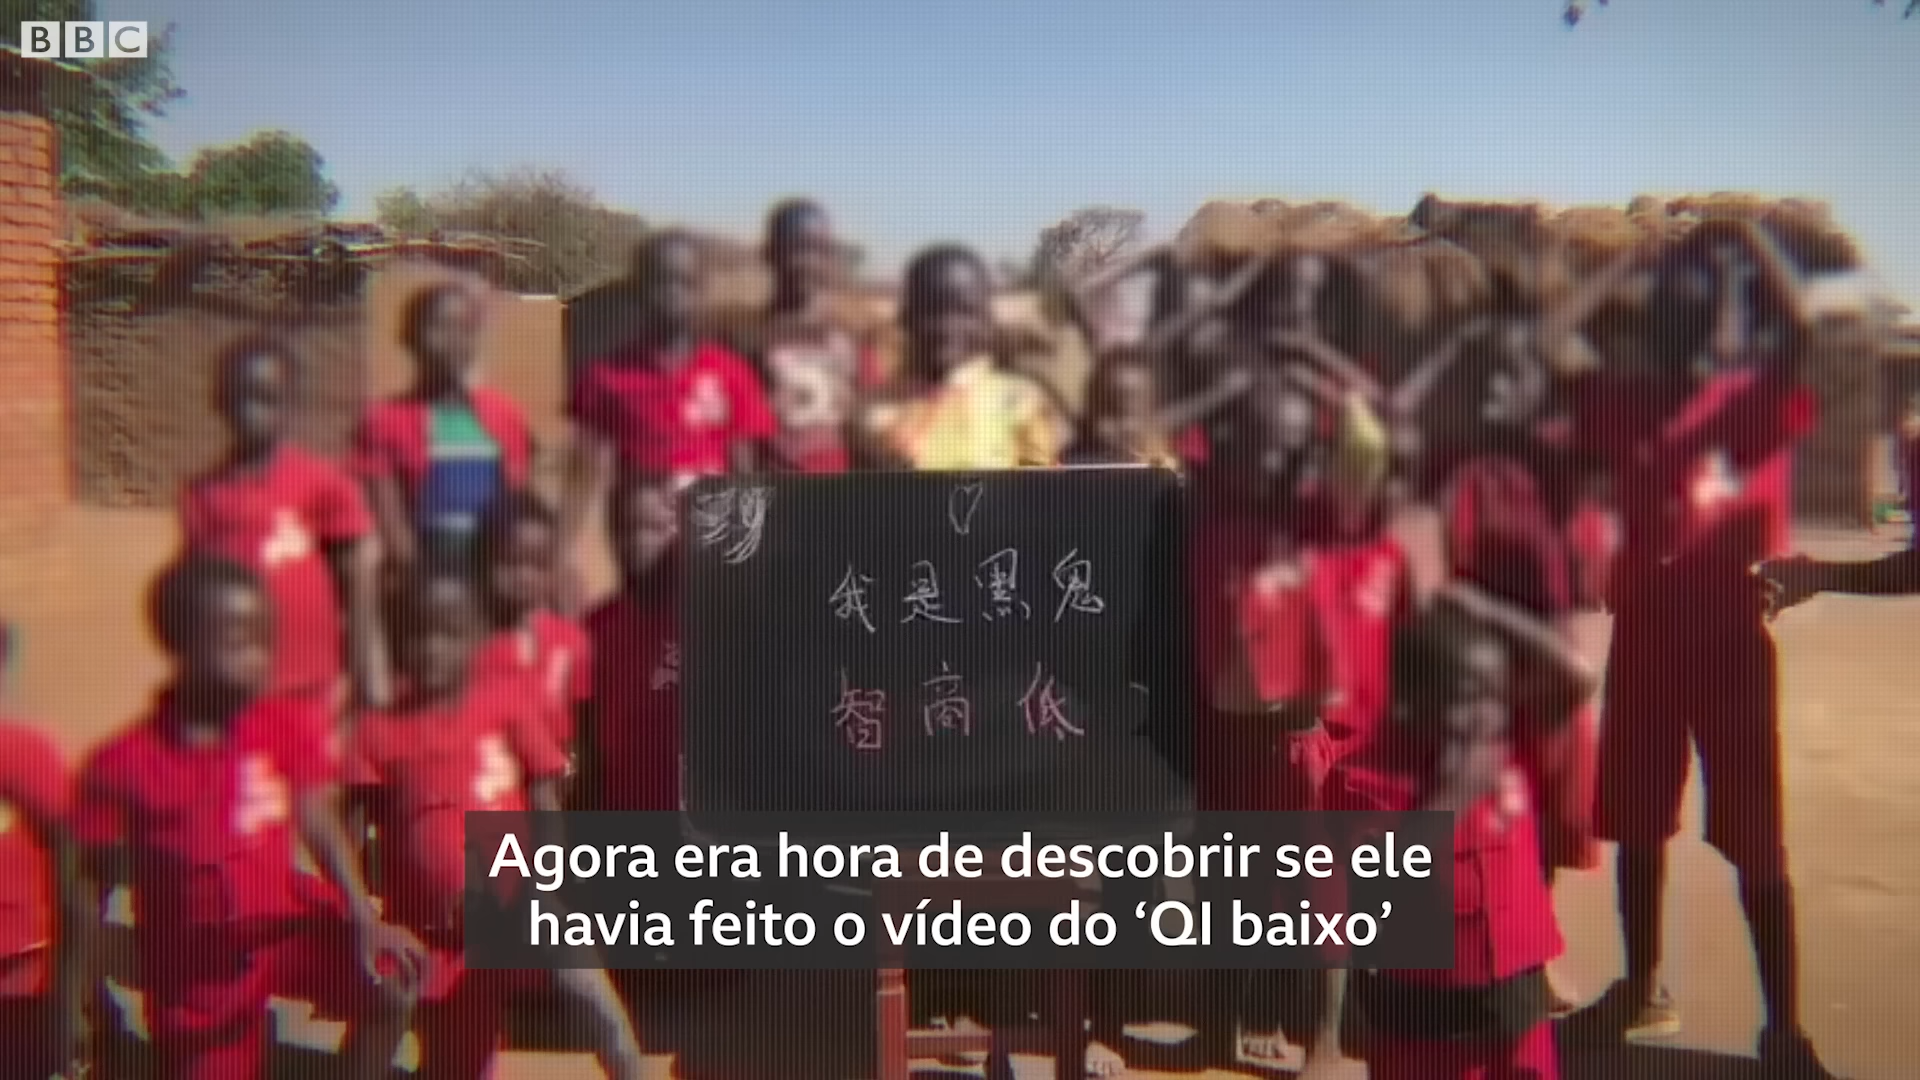 BBC
我是黑鬼
智商低
Agora era hora de descobrir se ele
havia feito o vídeo do ‘QI baixo’